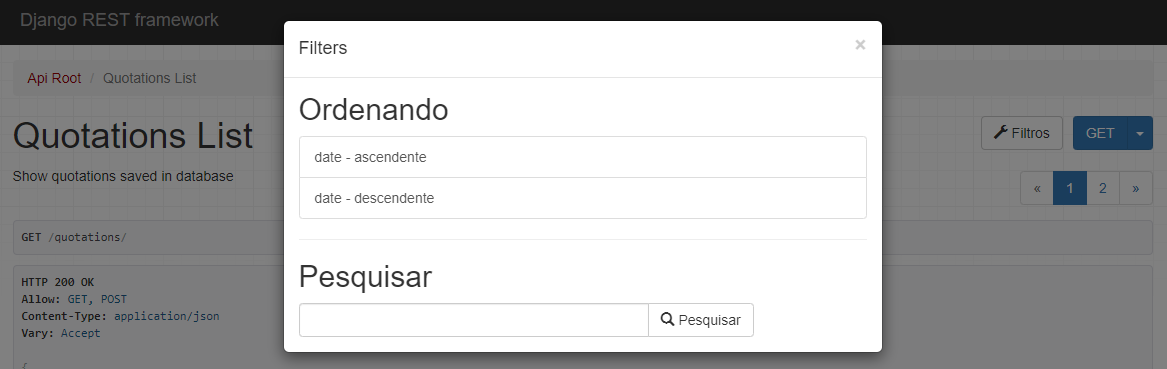 Django REST framework
Filters ×
Api Root / Quotations List
Ordenando
Quotations List
Filtros GET
date - ascendente
Show quotations saved in database
« 1 2 »
date - descendente
GET /quotations/
Pesquisar
HTTP 200 OK
Allow: GET, POST
Content-Type: application/json
Vary: Accept
Pesquisar
{